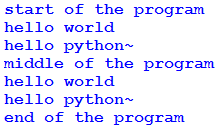 start of the program
hello world
hello python~
middle of the program
hello world
hello python~
end of the program